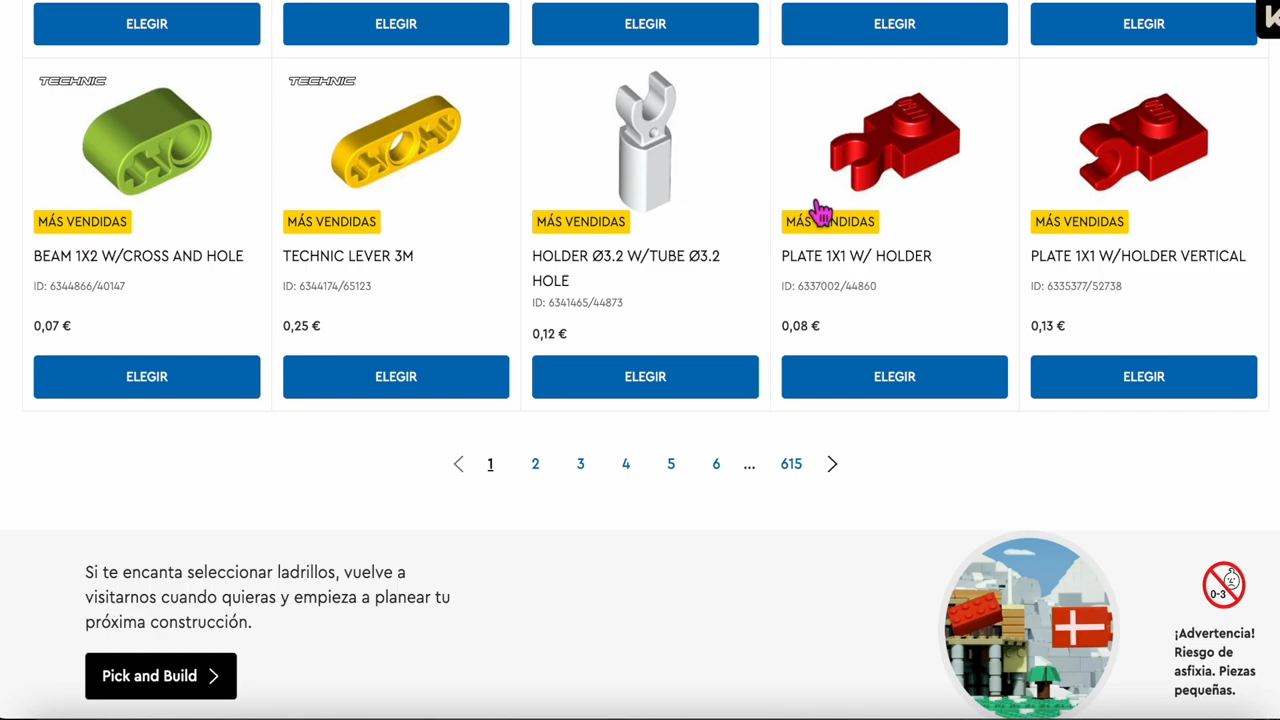 ELEGIR
ELEGIR
ELEGIR
ELEGIR
ELEGIR
TECHNIC
TECHNIC
MÁS VENDIDAS
MÁS VENDIDAS
MÁS VENDIDAS
MÁS VENDIDAS
MÁS VENDIDAS
BEAM 1X2 W/CROSS AND HOLE
TECHNIC LEVER 3M
HOLDER Ø3.2 W/TUBE Ø3.2
HOLE
PLATE 1X1 W/ HOLDER
PLATE 1X1 W/HOLDER VERTICAL
ID: 6344866/40147
ID: 6344174/65123
ID: 6341465/44873
ID: 6337002/44860
ID: 6335377/52738
0,07 €
0,25 €
0,12 €
0,08 €
0,13 €
ELEGIR
ELEGIR
ELEGIR
ELEGIR
ELEGIR
1 2 3 4 5 6 ... 615
Si te encanta seleccionar ladrillos, vuelve a
visitarnos cuando quieras y empieza a planear tu
próxima construcción.
Pick and Build
0-3
¡Advertencia!
Riesgo de
asfixia. Piezas
pequeñas.